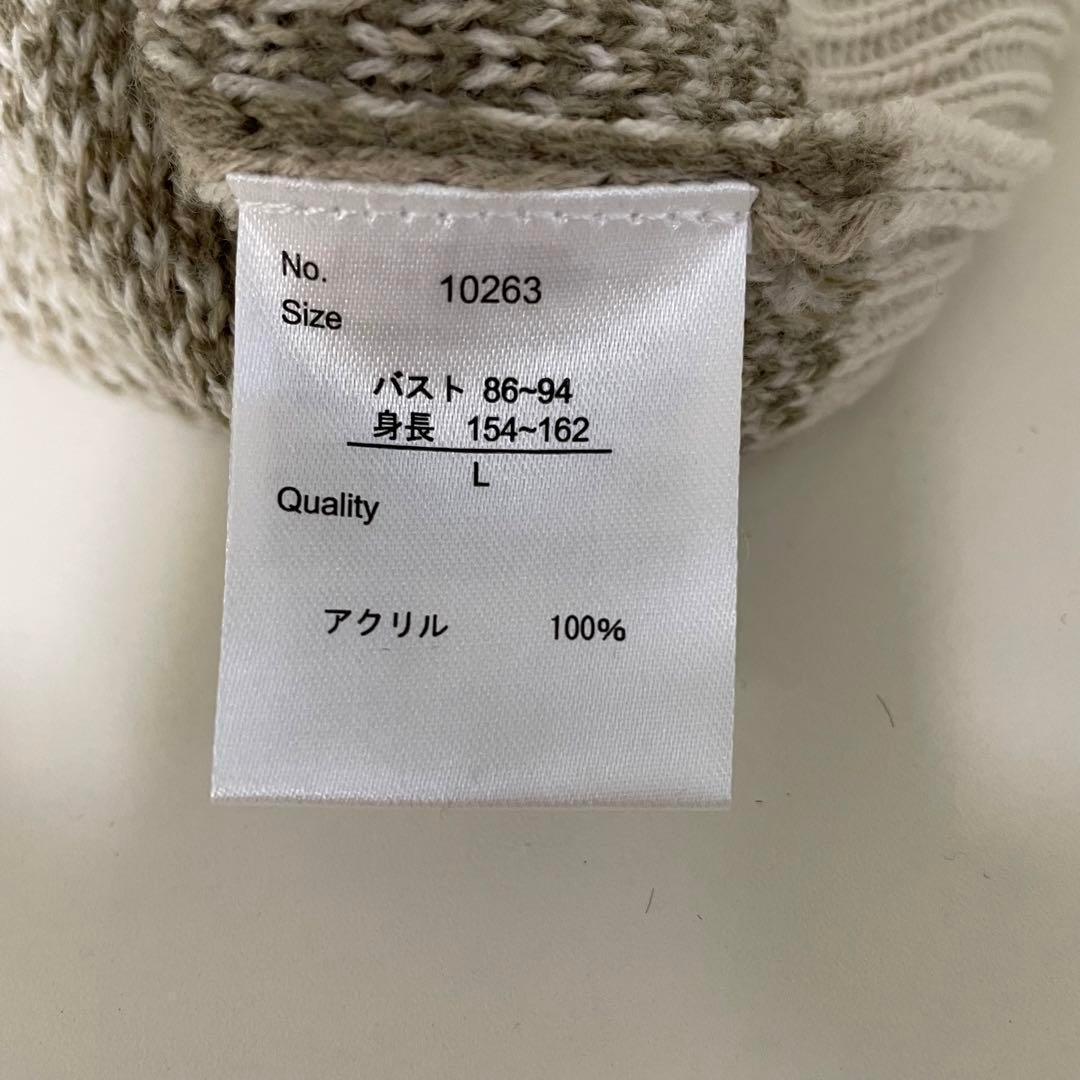 No. 10263
Size
バスト 86~94
身長 154~162
L
Quality
アクリル 100%